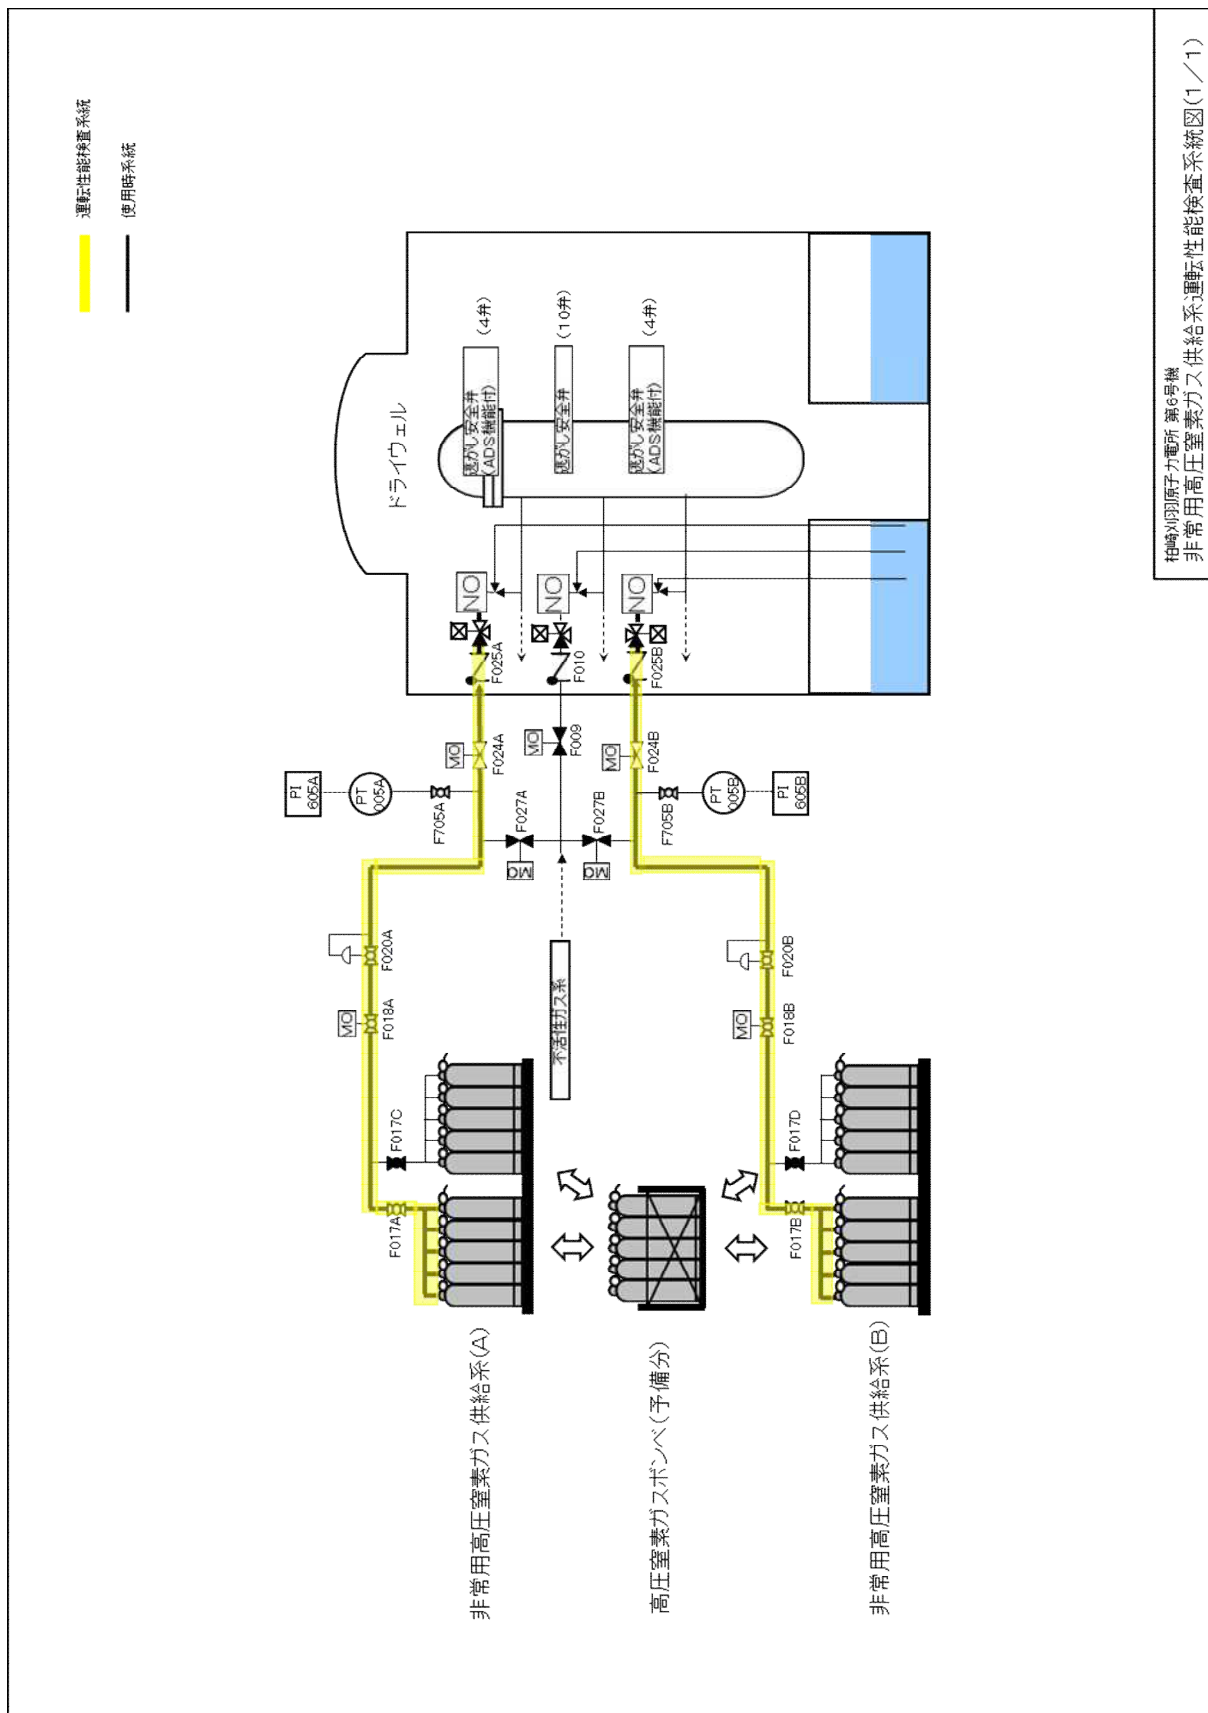 運転性能検査系統
使用時系統
ドライウェル
逃がし安全弁
(ADS機能付)
(4弁)
逃がし安全弁
(10弁)
逃がし安全弁
(ADS機能付)
(4弁)
NO
NO
NO
F025A
F010
F025B
MO
F024A
MO
F009
MO
F024B
PI
605A
PT
005A
F705A
F027A
MO
F027B
MO
F705B
PT
005B
PI
605B
F020A
MO
F018A
不活性ガス系
F020B
MO
F018B
F017C
F017A
F017D
F017B
非常用高圧窒素ガス供給系(A)
高圧窒素ガスボンベ(予備分)
非常用高圧窒素ガス供給系(B)
柏崎刈羽原子力電所 第6号機
非常用高圧窒素ガス供給系運転性能検査系統図(1/1)